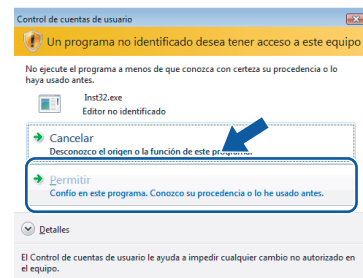 Control de cuentas de usuario
Un programa no identificado desea tener acceso a este equipo
No ejecute el programa a menos de que conozca con certeza su procedencia o lo
haya usado antes.
Inst32.exe
Editor no identificado
Cancelar
Desconozco el origen o la función de este programa.
Permitir
Confío en este programa. Conozco su procedencia o lo he usado antes.
Detalles
El Control de cuentas de usuario le ayuda a impedir cualquier cambio no autorizado en
el equipo.